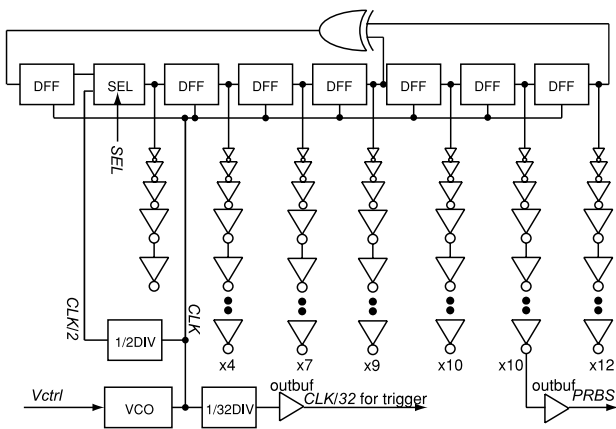 DFF SEL DFF DFF DFF DFF DFF DFF
SEL
CLK/2
CLK
1/2DIV
x4 x7 x9 x10 x10 x12
Vctrl VCO 1/32DIV outbuf CLK/32 for trigger outbuf PRBS